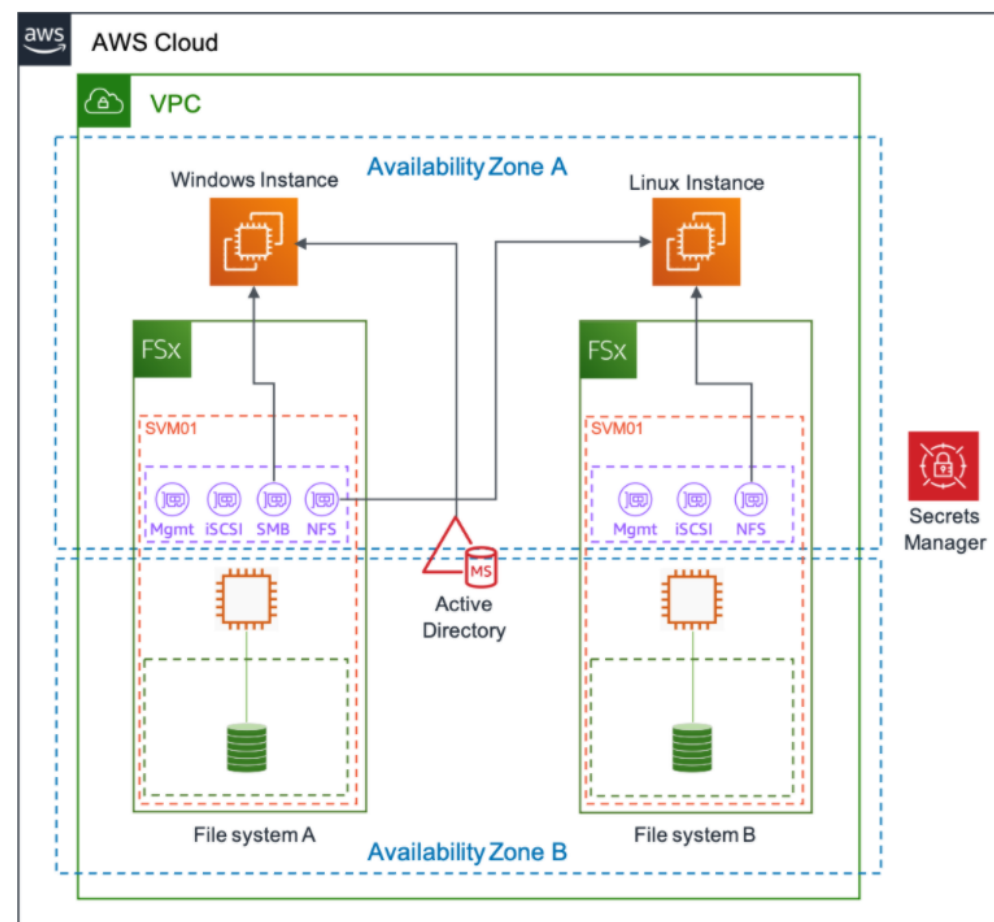 aws
AWS Cloud
VPC
Availability Zone A
Windows Instance
Linux Instance
FSx
FSx
SVM01
SVM01
Mgmt iSCSI SMB NFS
Mgmt iSCSI NFS
Secrets
Manager
MS
Active
Directory
File system A
File system B
Availability Zone B